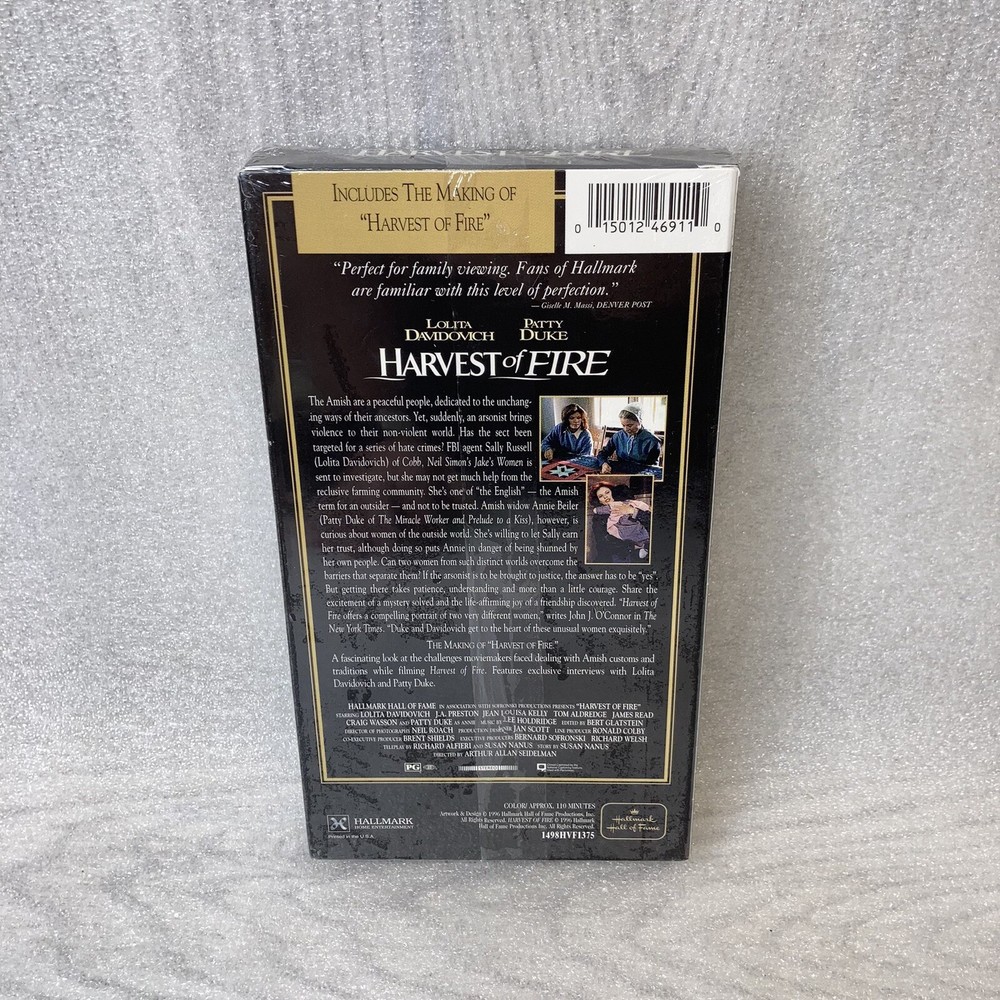 INCLUDES THE MAKING OF
"HARVEST OF FIRE"
0 15012 46911 0
"Perfect for family viewing. Fans of Hallmark
are familiar with this level of perfection."
— Giselle M. Massi, DENVER POST
LOLITA DAVIDOVICH
PATTY DUKE
HARVEST of FIRE
The Amish are a peaceful people, dedicated to the unchang-
ing ways of their ancestors. Yet, suddenly, an arsonist brings
violence to their non-violent world. Has the sect been
targeted for a series of hate crimes? FBI agent Sally Russell
(Lolita Davidovich) of Cobb, Neil Simon's Jake's Women is
sent to investigate, but she may not get much help from the
reclusive farming community. She's one of "the English" — the Amish
term for an outsider — and not to be trusted. Amish widow Annie Beiler
(Patty Duke of The Miracle Worker and Prelude to a Kiss), however, is
curious about women of the outside world. She's willing to let Sally earn
her trust, although doing so puts Annie in danger of being shunned by
her own people. Can two women from such distinct worlds overcome the
barriers that separate them? If the arsonist is to be brought to justice, the answer has to be "yes".
But getting there takes patience, understanding and more than a little courage. Share the
excitement of a mystery solved and the life-affirming joy of a friendship discovered. "Harvest of
Fire offers a compelling portrait of two very different women," writes John J. O'Connor in The
New York Times. "Duke and Davidovich get to the heart of these unusual women exquisitely."
THE MAKING OF "HARVEST OF FIRE."
A fascinating look at the challenges moviemakers faced dealing with Amish customs and
traditions while filming Harvest of Fire. Features exclusive interviews with Lolita
Davidovich and Patty Duke.
HALLMARK HALL OF FAME IN ASSOCIATION WITH SOFRONSKI PRODUCTIONS PRESENTS "HARVEST OF FIRE"
STARRING LOLITA DAVIDOVICH J.A. PRESTON JEAN LOUISA KELLY TOM ALDREDGE JAMES READ
CRAIG WASSON AND PATTY DUKE AS ANNIE MUSIC BY LEE HOLDRIDGE EDITED BY BERT GLATSTEIN
DIRECTOR OF PHOTOGRAPHY NEIL ROACH PRODUCTION JAN SCOTT LINE PRODUCER RONALD COLBY
CO-EXECUTIVE PRODUCER BRENT SHIELDS EXECUTIVE PRODUCERS BERNARD SOFRONSKI RICHARD WELSH
TELEPLAY BY RICHARD ALFIERI AND SUSAN NANUS STORY BY SUSAN NANUS
DIRECTED BY ARTHUR ALLAN SEIDELMAN
PG
STEREO
HALLMARK
HOME ENTERTAINMENT
Printed in the U.S.A.
COLOR/ APPROX. 110 MINUTES
Artwork & Design © 1996 Hallmark Hall of Fame Productions, Inc.
All Rights Reserved. HARVEST OF FIRE © 1996 Hallmark
Hall of Fame Productions Inc. All Rights Reserved.
1498HVF1375
Hallmark
Hall of Fame